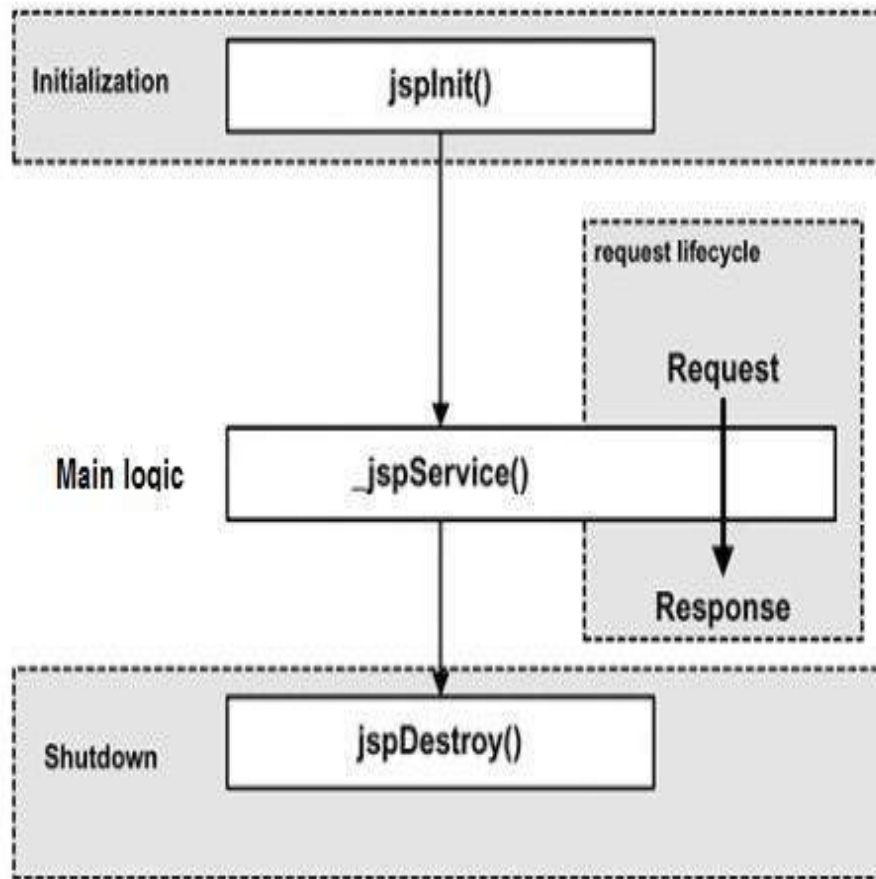 Initialization
jspInit()
request lifecycle
Request
Main logic
_jspService()
Response
jspDestroy()
Shutdown